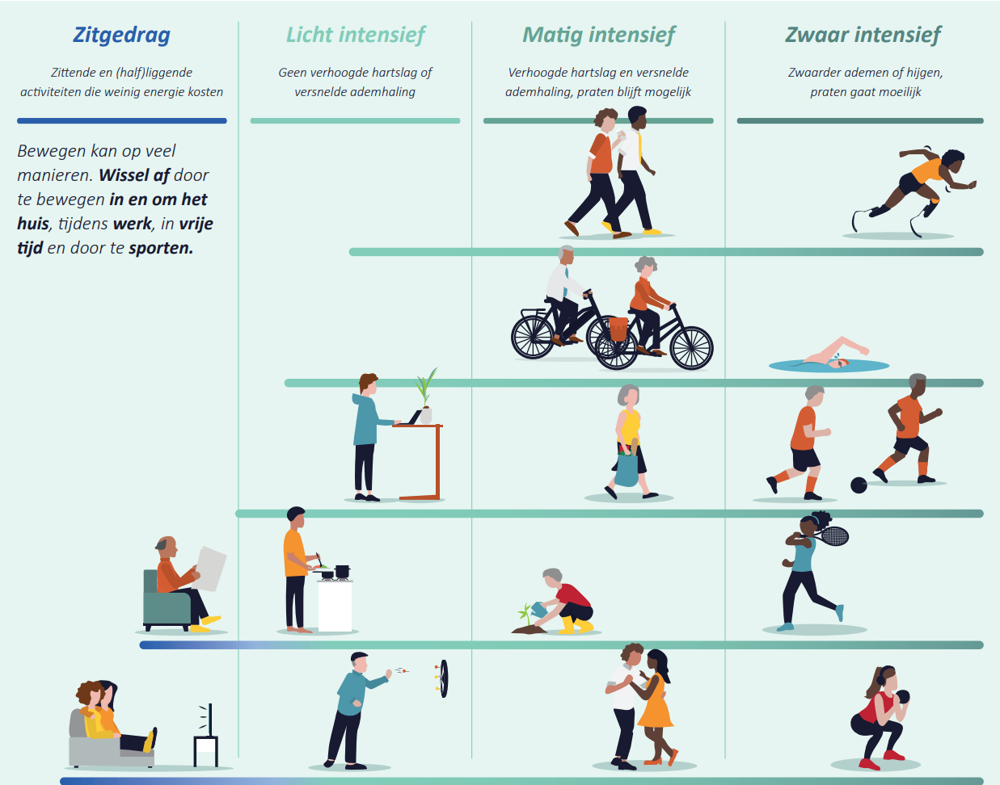 Zitgedrag
Zittende en (half)liggende
activiteiten die weinig energie kosten
Bewegen kan op veel
manieren. Wissel af door
te bewegen in en om het
huis, tijdens werk, in vrije
tijd en door te sporten.
Licht intensief
Geen verhoogde hartslag of
versnelde ademhaling
Matig intensief
Verhoogde hartslag en versnelde
ademhaling, praten blijft mogelijk
Zwaar intensief
Zwaarder ademen of hijgen,
praten gaat moeilijk